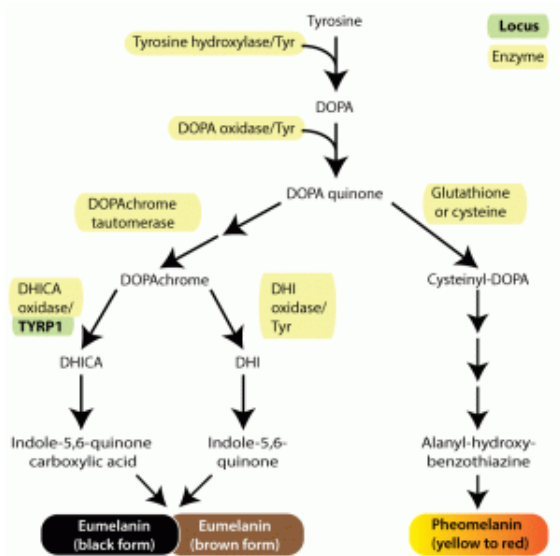 Tyrosine
Locus
Tyrosine hydroxylase/Tyr
Enzyme
DOPA
DOPA oxidase/Tyr
DOPA quinone
DOPAchrome
tautomerase
Glutathione
or cysteine
DOPAchrome
Cysteinyl-DOPA
DHICA
oxidase/
TYRP1
DHI
oxidase/
Tyr
DHICA
DHI
Indole-5,6-quinone
carboxylic acid
Indole-5,6-
quinone
Alanyl-hydroxy-
benzothiazine
Eumelanin
(black form)
Eumelanin
(brown form)
Pheomelanin
(yellow to red)